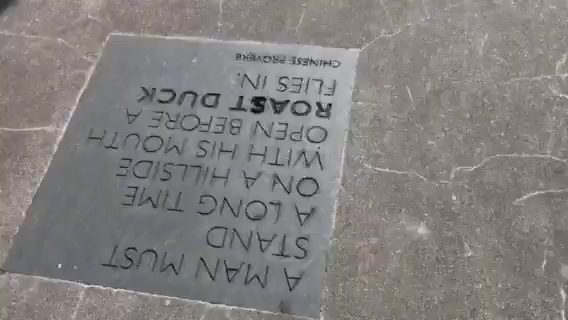 A MAN MUST
STAND
A LONG TIME
ON A HILLSIDE
WITH HIS MOUTH
OPEN BEFORE A
ROAST DUCK
FLIES IN.
CHINESE PROVERB